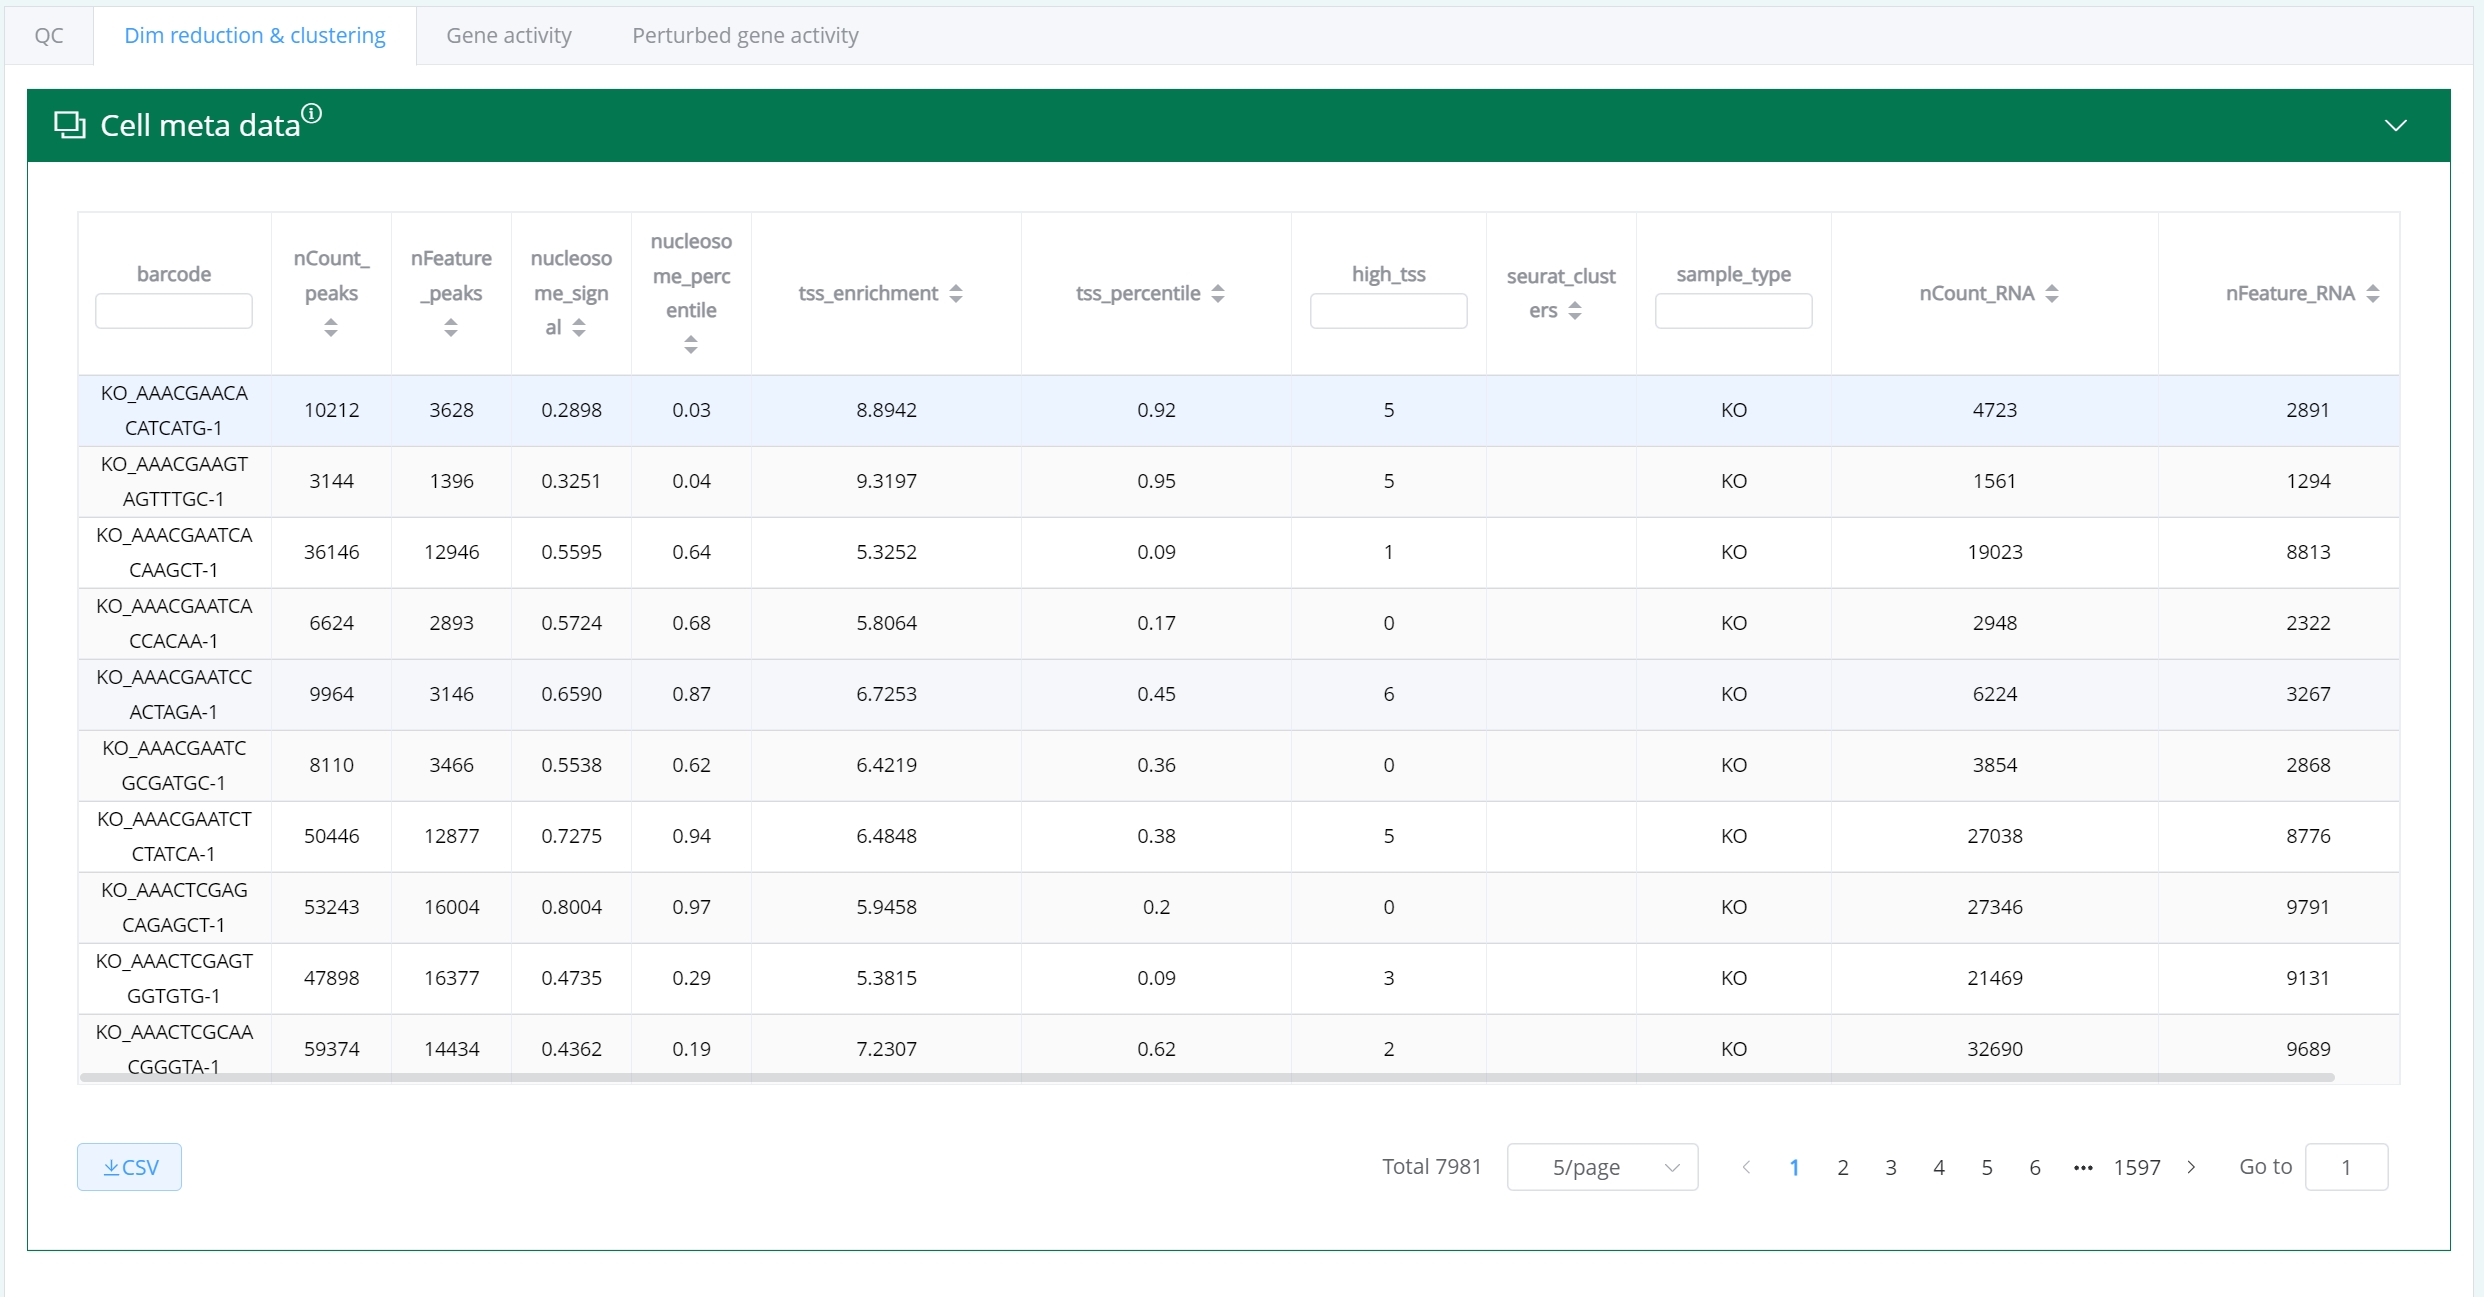 QC Dim reduction & clustering Gene activity Perturbed gene activity
Cell meta data
barcode nCount_peaks nFeature_peaks nucleosome_signal nucleosome_percentile tss_enrichment tss_percentile high_tss seurat_clusters sample_type nCount_RNA nFeature_RNA
KO_AAACGAACACATCATG-1 10212 3628 0.2898 0.03 8.8942 0.92 5 KO 4723 2891
KO_AAACGAAGTAGTTTGC-1 3144 1396 0.3251 0.04 9.3197 0.95 5 KO 1561 1294
KO_AAACGAATCACAAGCT-1 36146 12946 0.5595 0.64 5.3252 0.09 1 KO 19023 8813
KO_AAACGAATCACCACAA-1 6624 2893 0.5724 0.68 5.8064 0.17 0 KO 2948 2322
KO_AAACGAATCCACTAGA-1 9964 3146 0.6590 0.87 6.7253 0.45 6 KO 6224 3267
KO_AAACGAATCGCGATGC-1 8110 3466 0.5538 0.62 6.4219 0.36 0 KO 3854 2868
KO_AAACGAATCTCTATCA-1 50446 12877 0.7275 0.94 6.4848 0.38 5 KO 27038 8776
KO_AAACTCGAGCAGAGCT-1 53243 16004 0.8004 0.97 5.9458 0.2 0 KO 27346 9791
KO_AAACTCGAGTGGTGTG-1 47898 16377 0.4735 0.29 5.3815 0.09 3 KO 21469 9131
KO_AAACTCGCAACGGGTA-1 59374 14434 0.4362 0.19 7.2307 0.62 2 KO 32690 9689
CSV Total 7981 5/page 1 2 3 4 5 6 ••• 1597 Go to 1